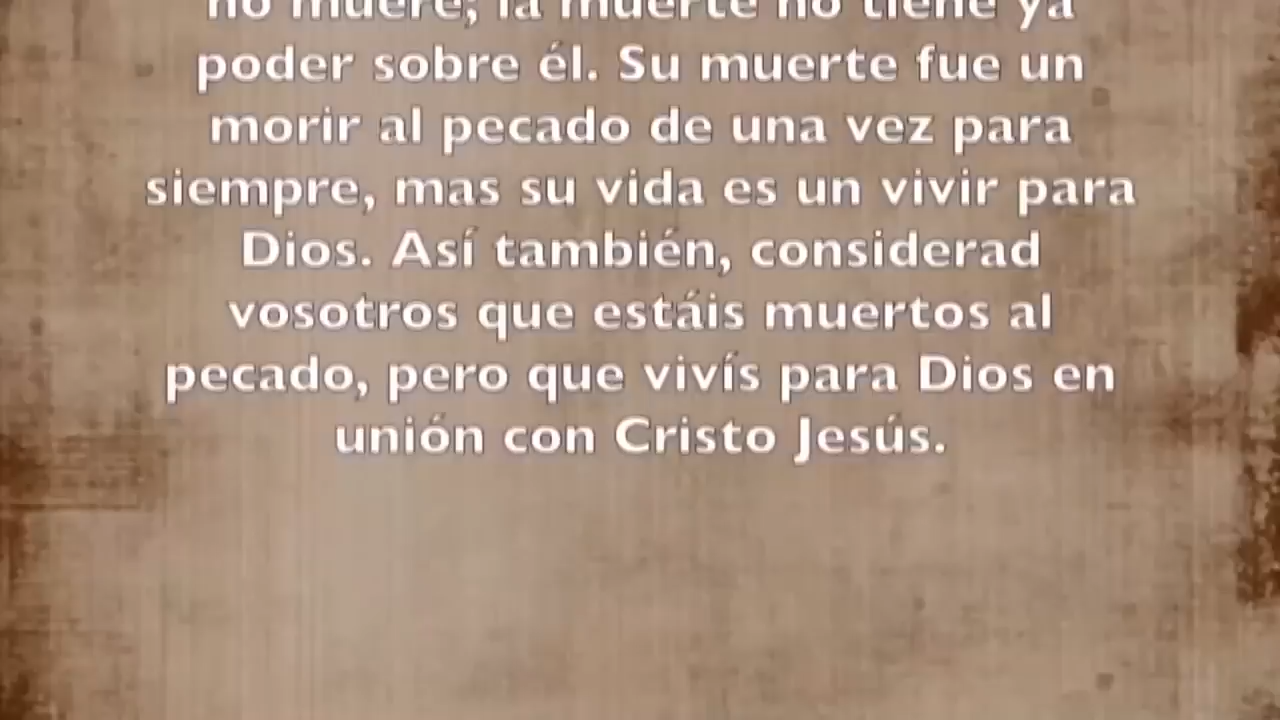 no muere; la muerte no tiene ya
poder sobre él. Su muerte fue un
morir al pecado de una vez para
siempre, mas su vida es un vivir para
Dios. Así también, considerad
vosotros que estáis muertos al
pecado, pero que vivís para Dios en
unión con Cristo Jesús.